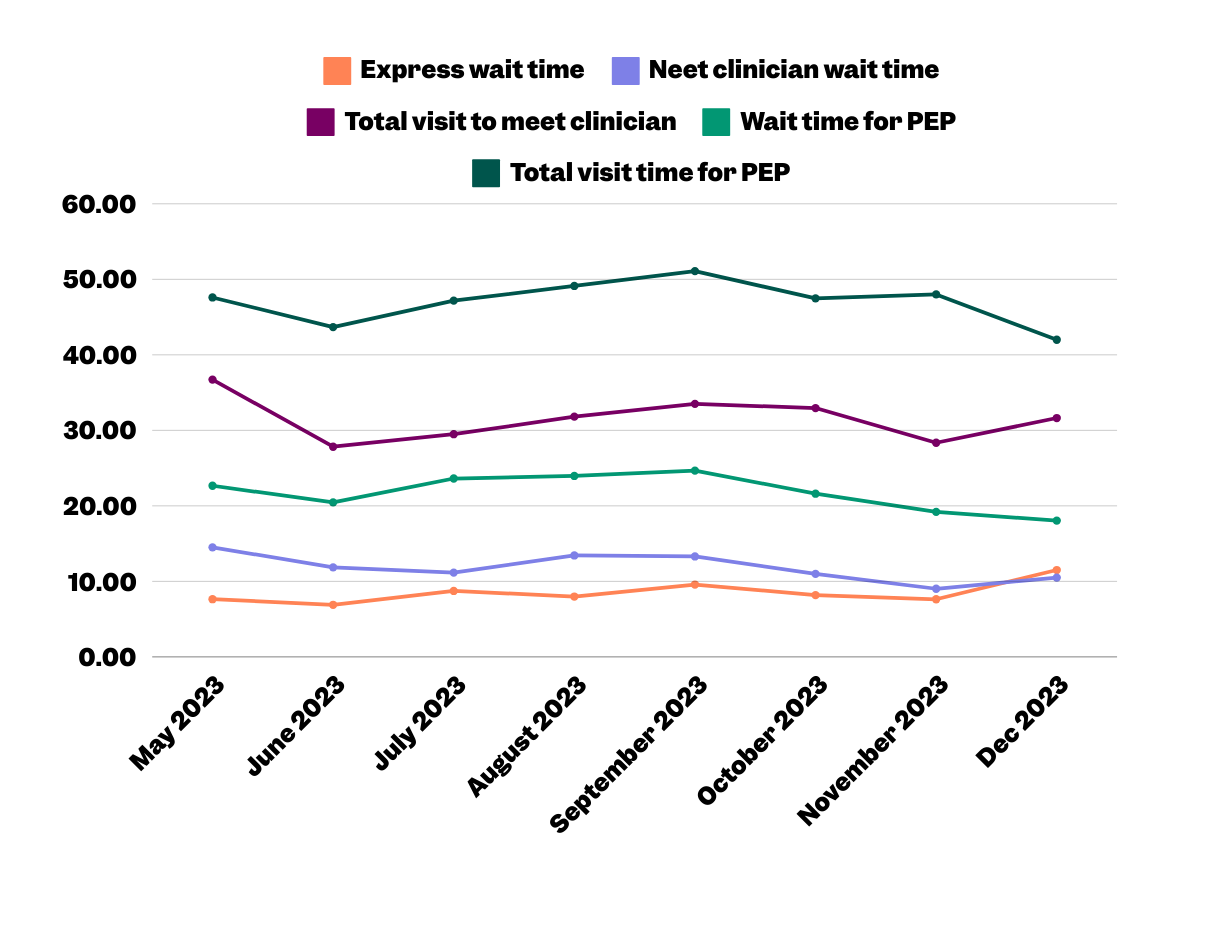 Express wait time Neet clinician wait time
Total visit to meet clinician Wait time for PEP
Total visit time for PEP
60.00
50.00
40.00
30.00
20.00
10.00
0.00
May 2023
June 2023
July 2023
August 2023
September 2023
October 2023
November 2023
Dec 2023